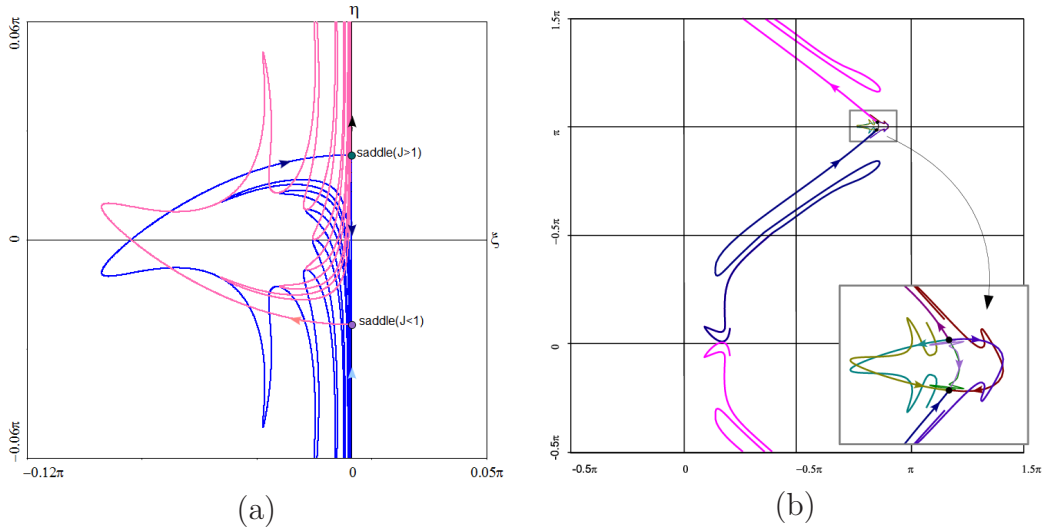 η
0.06π
saddle(J>1)
0
ξ
saddle(J<1)
−0.06π
−0.12π
0
0.05π
(a)
1.5π
π
−0.5π
0
-0.5π
-0.5π
0
−0.5π
π
1.5π
(b)